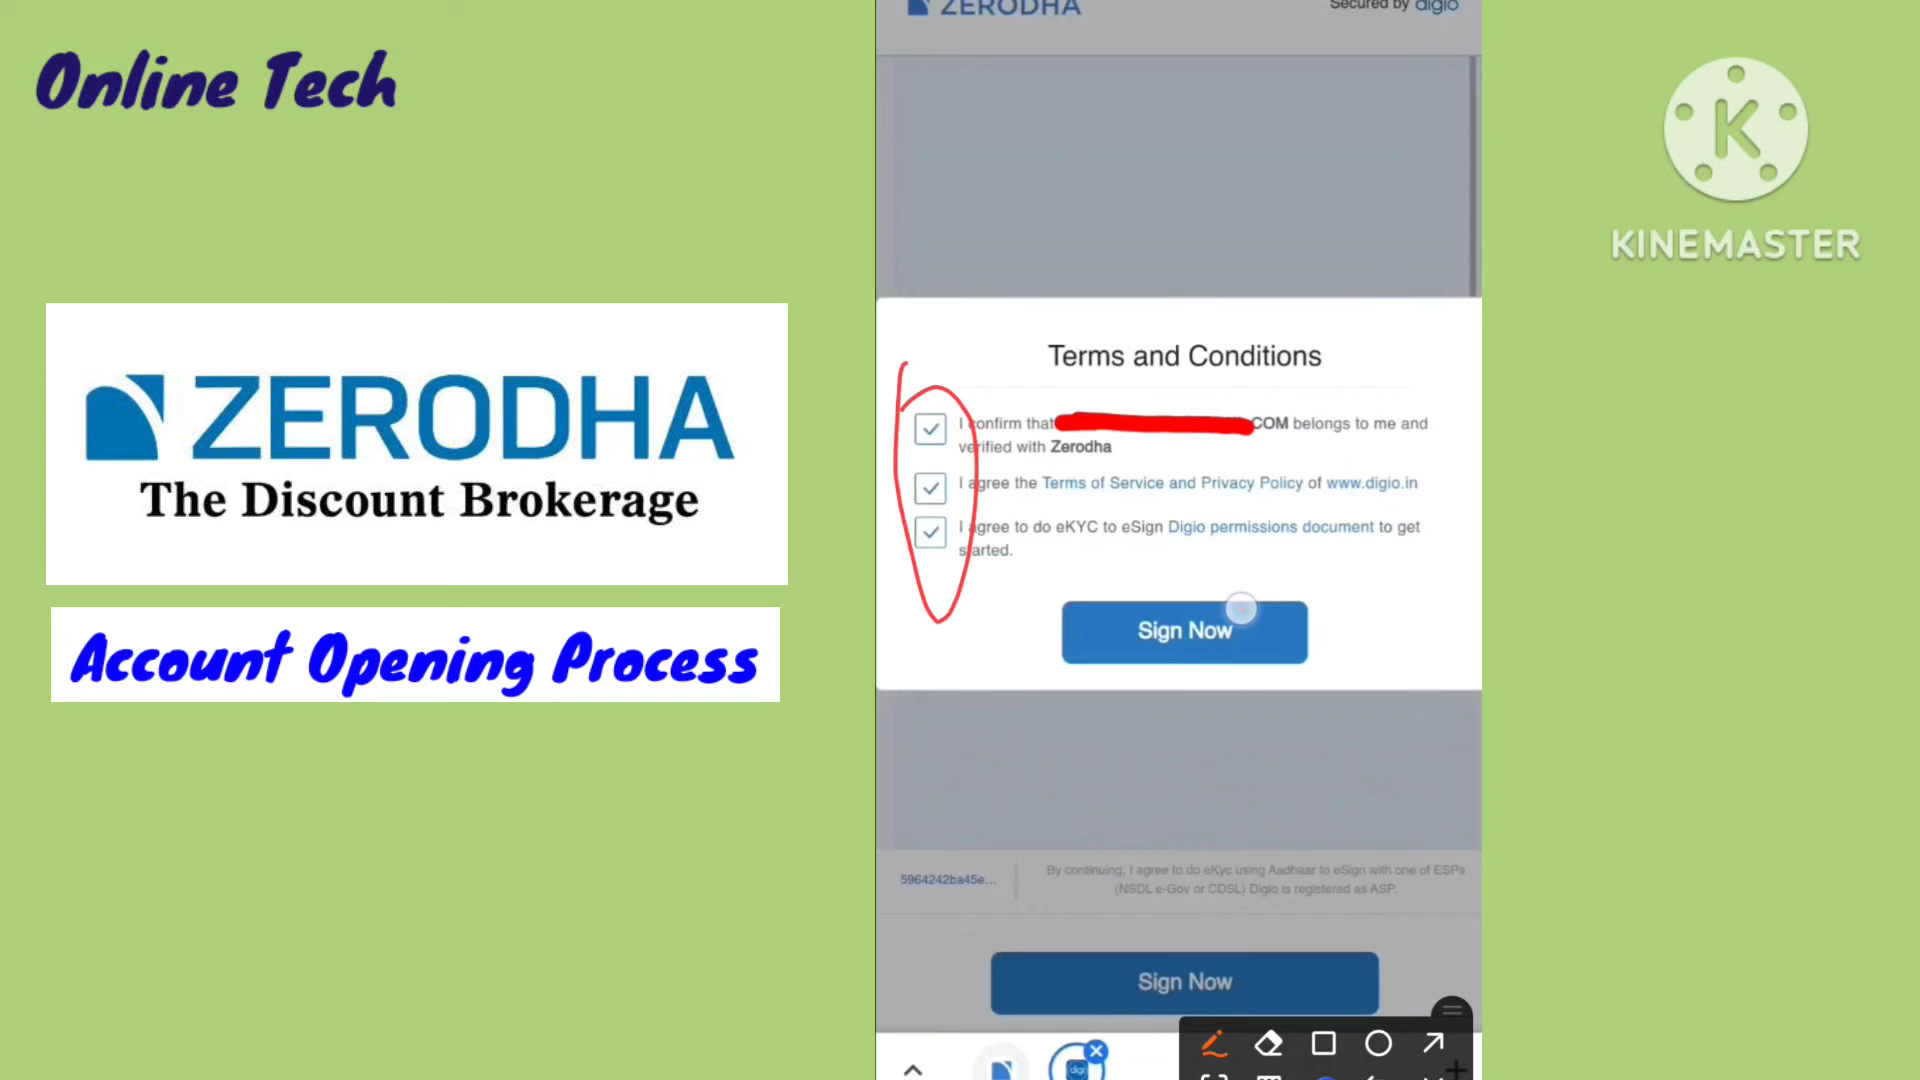 Online Tech
ZERODHA
The Discount Brokerage
Account Opening Process
ZERODHA
Secured by digio
Terms and Conditions
I confirm that COM belongs to me and
verified with Zerodha
I agree the Terms of Service and Privacy Policy of www.digio.in
I agree to do eKYC to eSign Digio permissions document to get
started.
Sign Now
5964242ba45e...
By continuing, I agree to do eKyc using Aadhaar to eSign with one of ESPs
(NSDL e-Gov or CDSL) Digio is registered as ASP.
Sign Now
digi
K
KINEMASTER